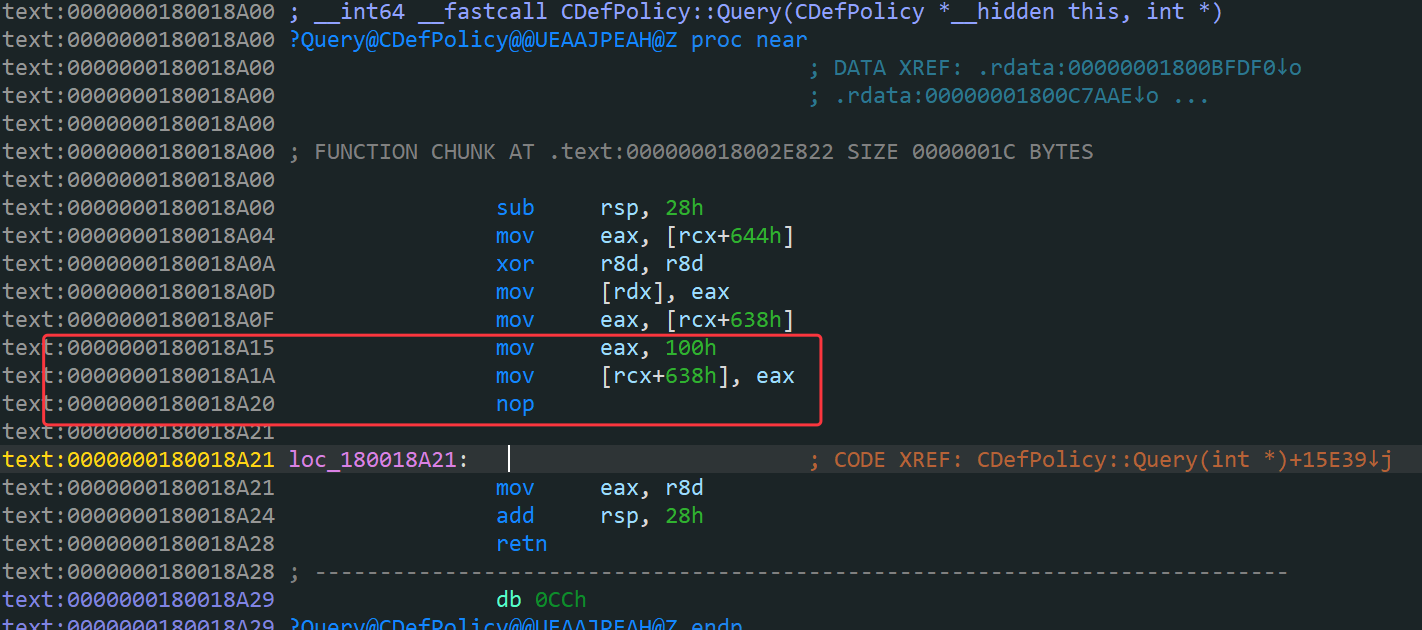 text:0000000180018A00 ; __int64 __fastcall CDefPolicy::Query(CDefPolicy *__hidden this, int *)
text:0000000180018A00 ?Query@CDefPolicy@@UEAAJPEAH@Z proc near
text:0000000180018A00 ; DATA XREF: .rdata:00000001800BFDF0↓o
text:0000000180018A00 ; .rdata:00000001800C7AAE↓o ...
text:0000000180018A00
text:0000000180018A00 ; FUNCTION CHUNK AT .text:000000018002E822 SIZE 0000001C BYTES
text:0000000180018A00
text:0000000180018A00 sub rsp, 28h
text:0000000180018A04 mov eax, [rcx+644h]
text:0000000180018A0A xor r8d, r8d
text:0000000180018A0D mov [rdx], eax
text:0000000180018A0F mov eax, [rcx+638h]
text:0000000180018A15 mov eax, 100h
text:0000000180018A1A mov [rcx+638h], eax
text:0000000180018A20 nop
text:0000000180018A21
text:0000000180018A21 loc_180018A21: ; CODE XREF: CDefPolicy::Query(int *)+15E39↓j
text:0000000180018A21 mov eax, r8d
text:0000000180018A24 add rsp, 28h
text:0000000180018A28 retn
text:0000000180018A28 ; ---------------------------------------------------------------------------
text:0000000180018A29 db 0CCh
text:0000000180018A29 ?Query@CDefPolicy@@UEAAJPEAH@Z endp